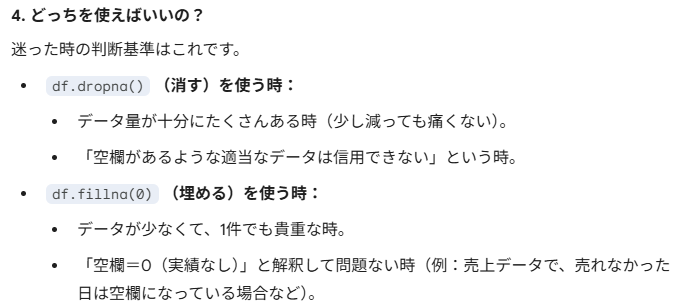 4. どっちを使えばいいの？
迷った時の判断基準はこれです。
• df.dropna() （消す）を使う時：
• データ量が十分にたくさんある時（少し減っても痛くない）。
• 「空欄があるような適当なデータは信用できない」という時。
• df.fillna(0) （埋める）を使う時：
• データが少なくて、1件でも貴重な時。
• 「空欄＝0（実績なし）」と解釈して問題ない時（例：売上データで、売れなかった
日は空欄になっている場合など）。